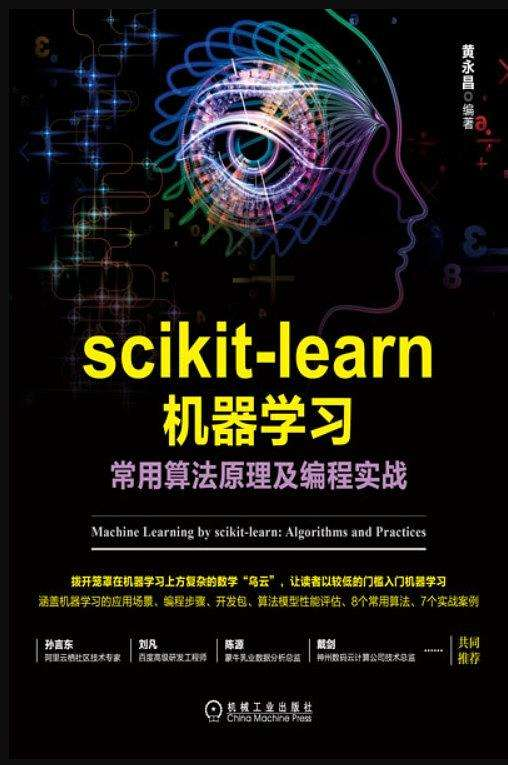 黄永昌◎编著
scikit-learn
机器学习
常用算法原理及编程实战
Machine Learning by scikit-learn: Algorithms and Practices
拨开笼罩在机器学习上方复杂的数学“乌云”，让读者以较低的门槛入门机器学习
涵盖机器学习的应用场景、编程步骤、开发包、算法模型性能评估、8个常用算法、7个实战案例
孙言东 刘凡 陈源 戴剑 …… 共同
阿里云栖社区技术专家 百度高级研发工程师 蒙牛乳业数据分析总监 神州数码云计算公司技术总监 推荐
机械工业出版社
China Machine Press